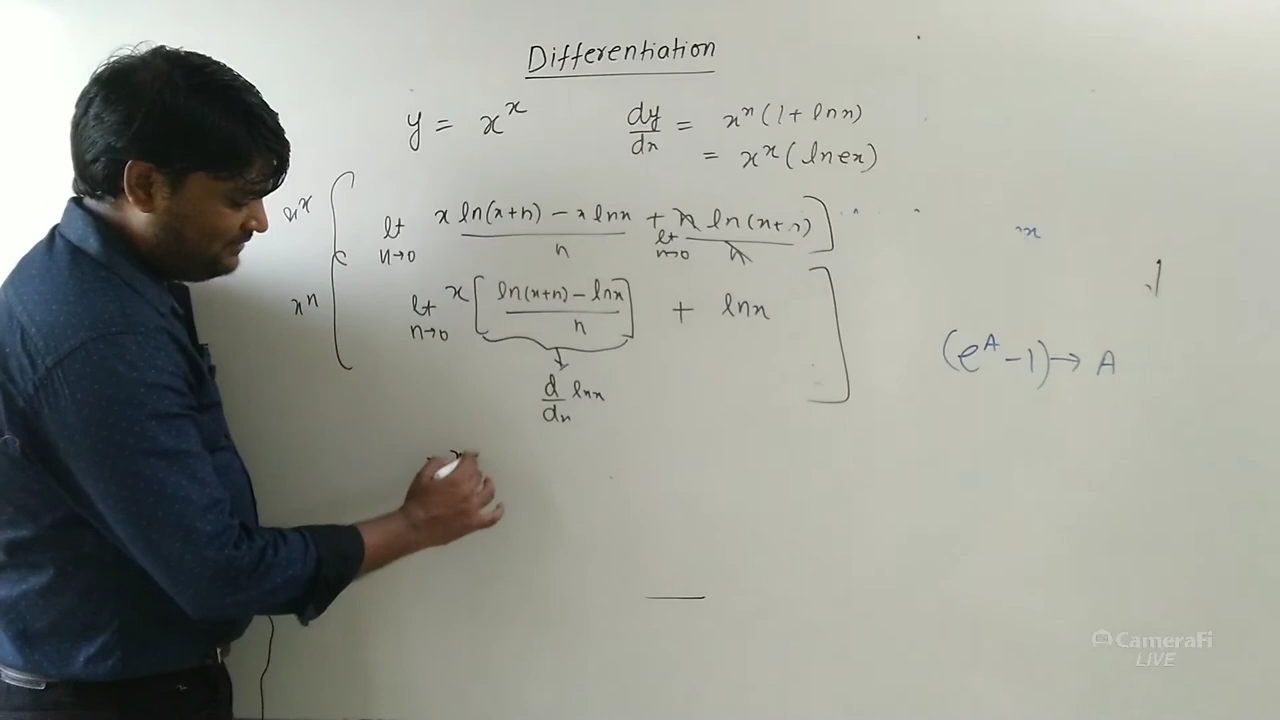 Differentiation
y = x^x dy/dx = x^x (1 + ln x)
= x^x (ln ex)
x^x [ lt h→0 x ln(x+h) - x ln x / h + lt h→0 h ln(x+h) / h ]
x^x [ lt h→0 x [ ln(x+h) - ln x / h ] + ln x ]
d/dx ln x
x
(e^A - 1) → A
CameraFi
LIVE